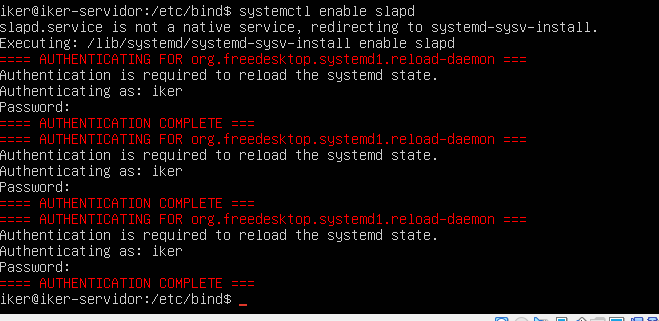 iker@iker-servidor:/etc/bind$ systemctl enable slapd
slapd.service is not a native service, redirecting to systemd-sysv-install.
Executing: /lib/systemd/systemd-sysv-install enable slapd
==== AUTHENTICATING FOR org.freedesktop.systemd1.reload-daemon ===
Authentication is required to reload the systemd state.
Authenticating as: iker
Password:
==== AUTHENTICATION COMPLETE ===
==== AUTHENTICATING FOR org.freedesktop.systemd1.reload-daemon ===
Authentication is required to reload the systemd state.
Authenticating as: iker
Password:
==== AUTHENTICATION COMPLETE ===
==== AUTHENTICATING FOR org.freedesktop.systemd1.reload-daemon ===
Authentication is required to reload the systemd state.
Authenticating as: iker
Password:
==== AUTHENTICATION COMPLETE ===
iker@iker-servidor:/etc/bind$ _